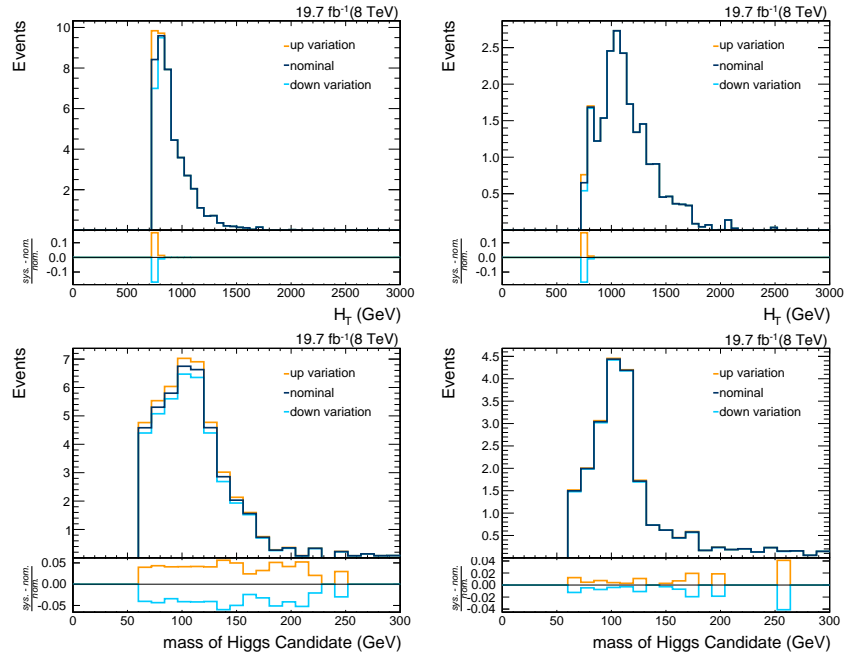 19.7 fb-1(8 TeV)
Events
up variation
nominal
down variation
10
8
6
4
2
sys. - nom.
nom.
0.1
0.0
-0.1
0 500 1000 1500 2000 2500 3000
HT (GeV)
19.7 fb-1(8 TeV)
Events
up variation
nominal
down variation
2.5
2.0
1.5
1.0
0.5
sys. - nom.
nom.
0.1
0.0
-0.1
0 500 1000 1500 2000 2500 3000
HT (GeV)
19.7 fb-1(8 TeV)
Events
up variation
nominal
down variation
7
6
5
4
3
2
1
sys. - nom.
nom.
0.05
0.00
-0.05
0 50 100 150 200 250 300
mass of Higgs Candidate (GeV)
19.7 fb-1(8 TeV)
Events
up variation
nominal
down variation
4.5
4.0
3.5
3.0
2.5
2.0
1.5
1.0
0.5
sys. - nom.
nom.
0.04
0.02
0.00
-0.02
-0.04
0 50 100 150 200 250 300
mass of Higgs Candidate (GeV)